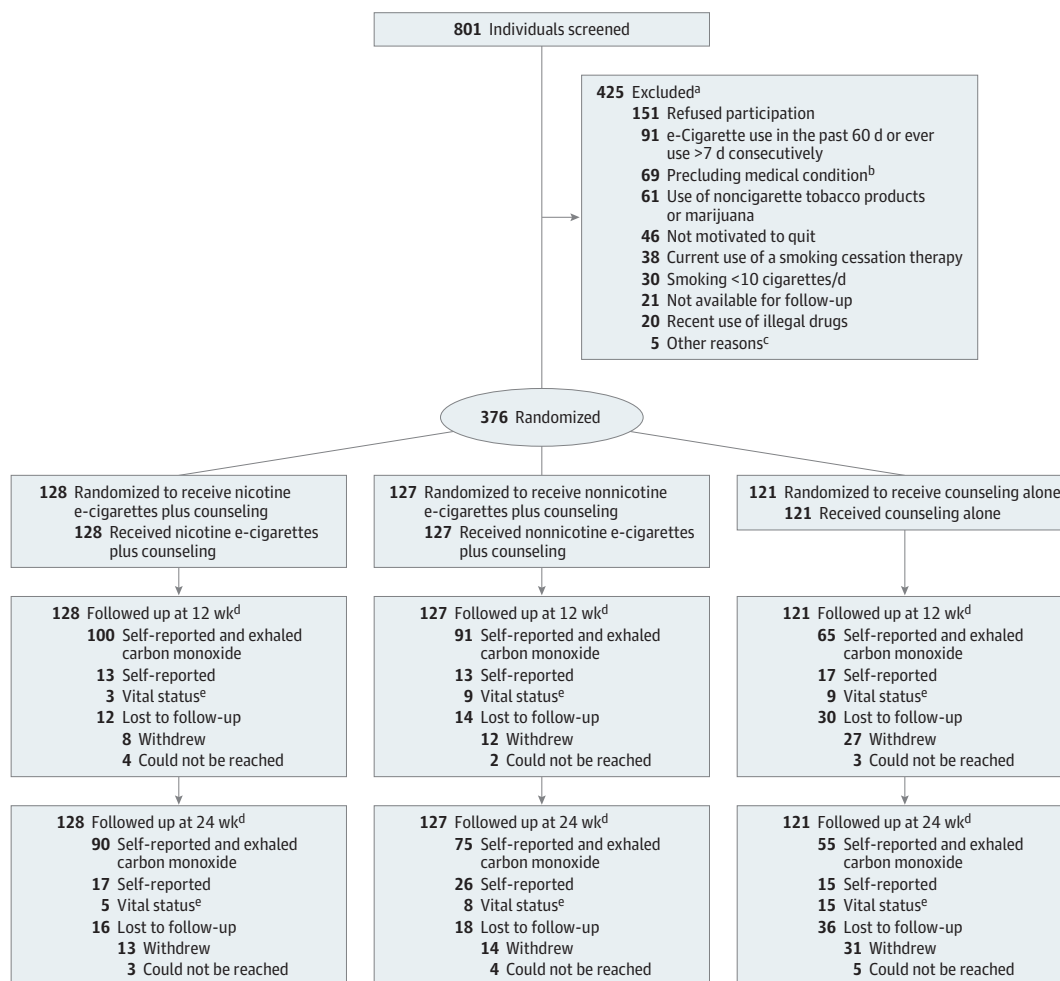 801 Individuals screened
425 Excludedᵃ
151 Refused participation
91 e-Cigarette use in the past 60 d or ever
use >7 d consecutively
69 Precluding medical conditionᵇ
61 Use of noncigarette tobacco products
or marijuana
46 Not motivated to quit
38 Current use of a smoking cessation therapy
30 Smoking <10 cigarettes/d
21 Not available for follow-up
20 Recent use of illegal drugs
5 Other reasonsᶜ
376 Randomized
128 Randomized to receive nicotine
e-cigarettes plus counseling
128 Received nicotine e-cigarettes
plus counseling
127 Randomized to receive nonnicotine
e-cigarettes plus counseling
127 Received nonnicotine e-cigarettes
plus counseling
121 Randomized to receive counseling alone
121 Received counseling alone
128 Followed up at 12 wkᵈ
100 Self-reported and exhaled
carbon monoxide
13 Self-reported
3 Vital statusᵉ
12 Lost to follow-up
8 Withdrew
4 Could not be reached
127 Followed up at 12 wkᵈ
91 Self-reported and exhaled
carbon monoxide
13 Self-reported
9 Vital statusᵉ
14 Lost to follow-up
12 Withdrew
2 Could not be reached
121 Followed up at 12 wkᵈ
65 Self-reported and exhaled
carbon monoxide
17 Self-reported
9 Vital statusᵉ
30 Lost to follow-up
27 Withdrew
3 Could not be reached
128 Followed up at 24 wkᵈ
90 Self-reported and exhaled
carbon monoxide
17 Self-reported
5 Vital statusᵉ
16 Lost to follow-up
13 Withdrew
3 Could not be reached
127 Followed up at 24 wkᵈ
75 Self-reported and exhaled
carbon monoxide
26 Self-reported
8 Vital statusᵉ
18 Lost to follow-up
14 Withdrew
4 Could not be reached
121 Followed up at 24 wkᵈ
55 Self-reported and exhaled
carbon monoxide
15 Self-reported
15 Vital statusᵉ
36 Lost to follow-up
31 Withdrew
5 Could not be reached